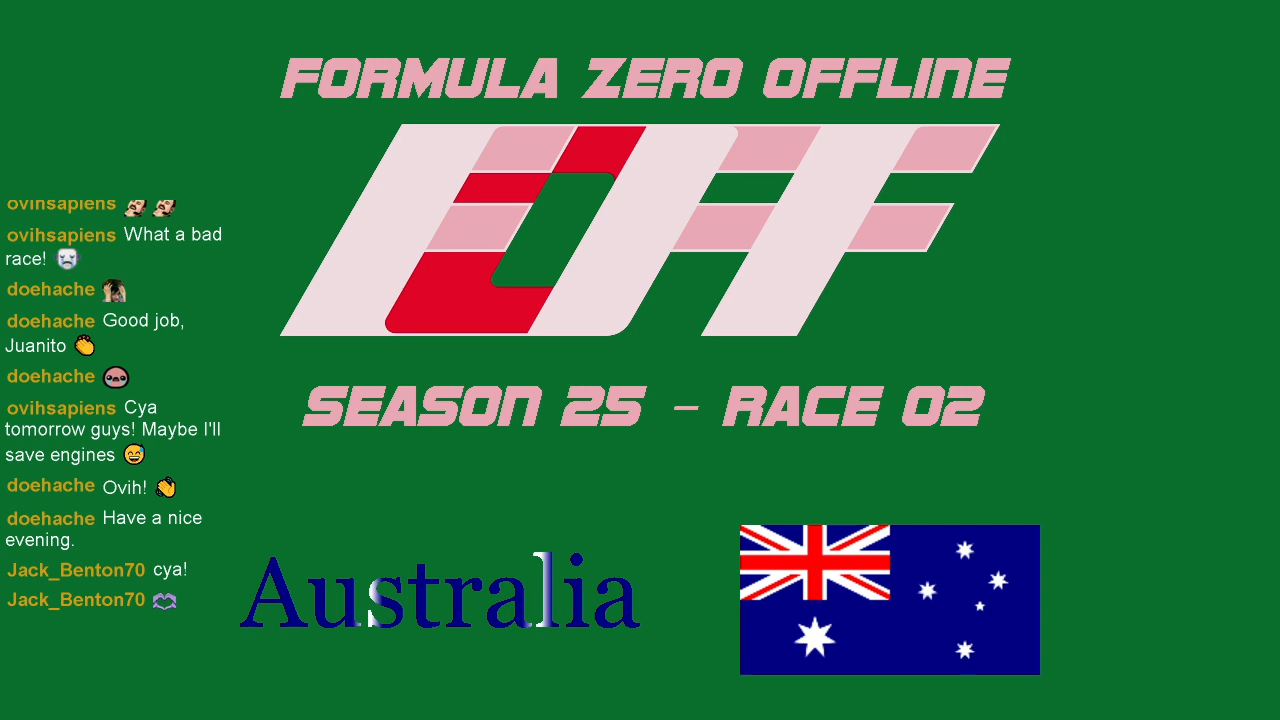 FORMULA ZERO OFFLINE
SEASON 25 - RACE 02
Australia
ovihsapiens
ovihsapiens What a bad
race!
doehache
doehache Good job,
Juanito
doehache
ovihsapiens Cya
tomorrow guys! Maybe I'll
save engines
doehache Ovih!
doehache Have a nice
evening.
Jack_Benton70 cya!
Jack_Benton70